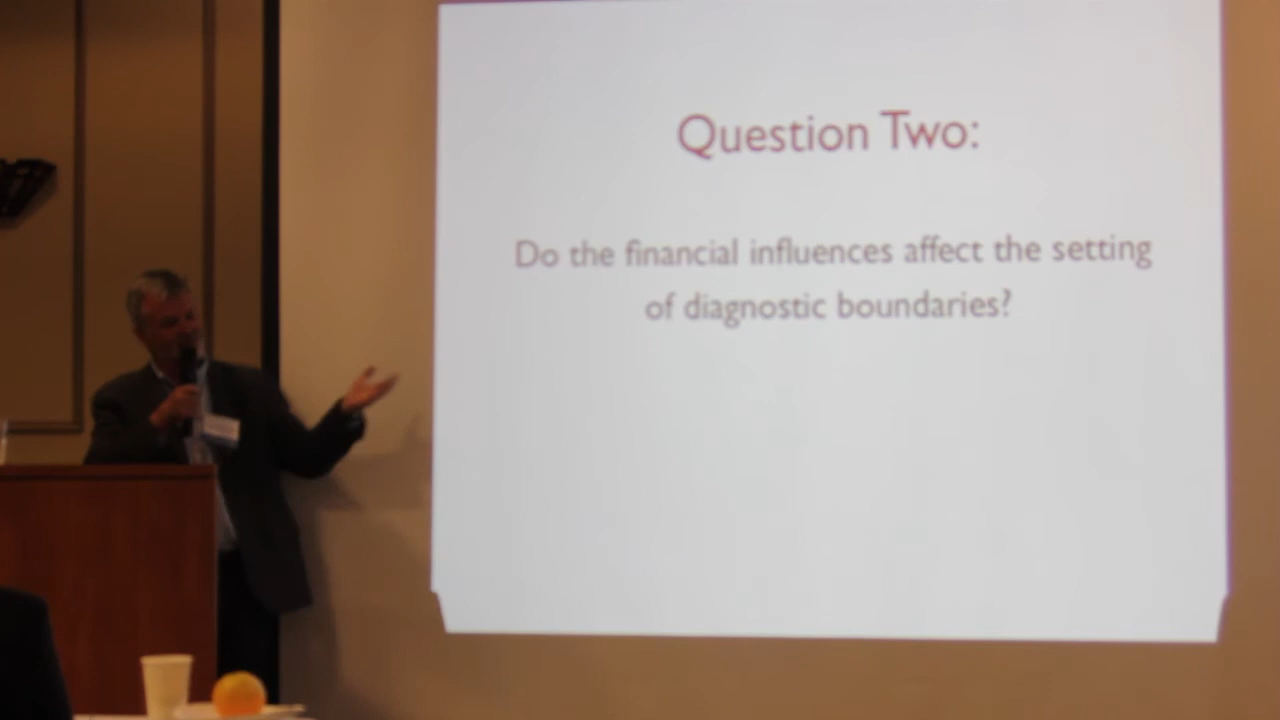 Question Two:
Do the financial influences affect the setting
of diagnostic boundaries?